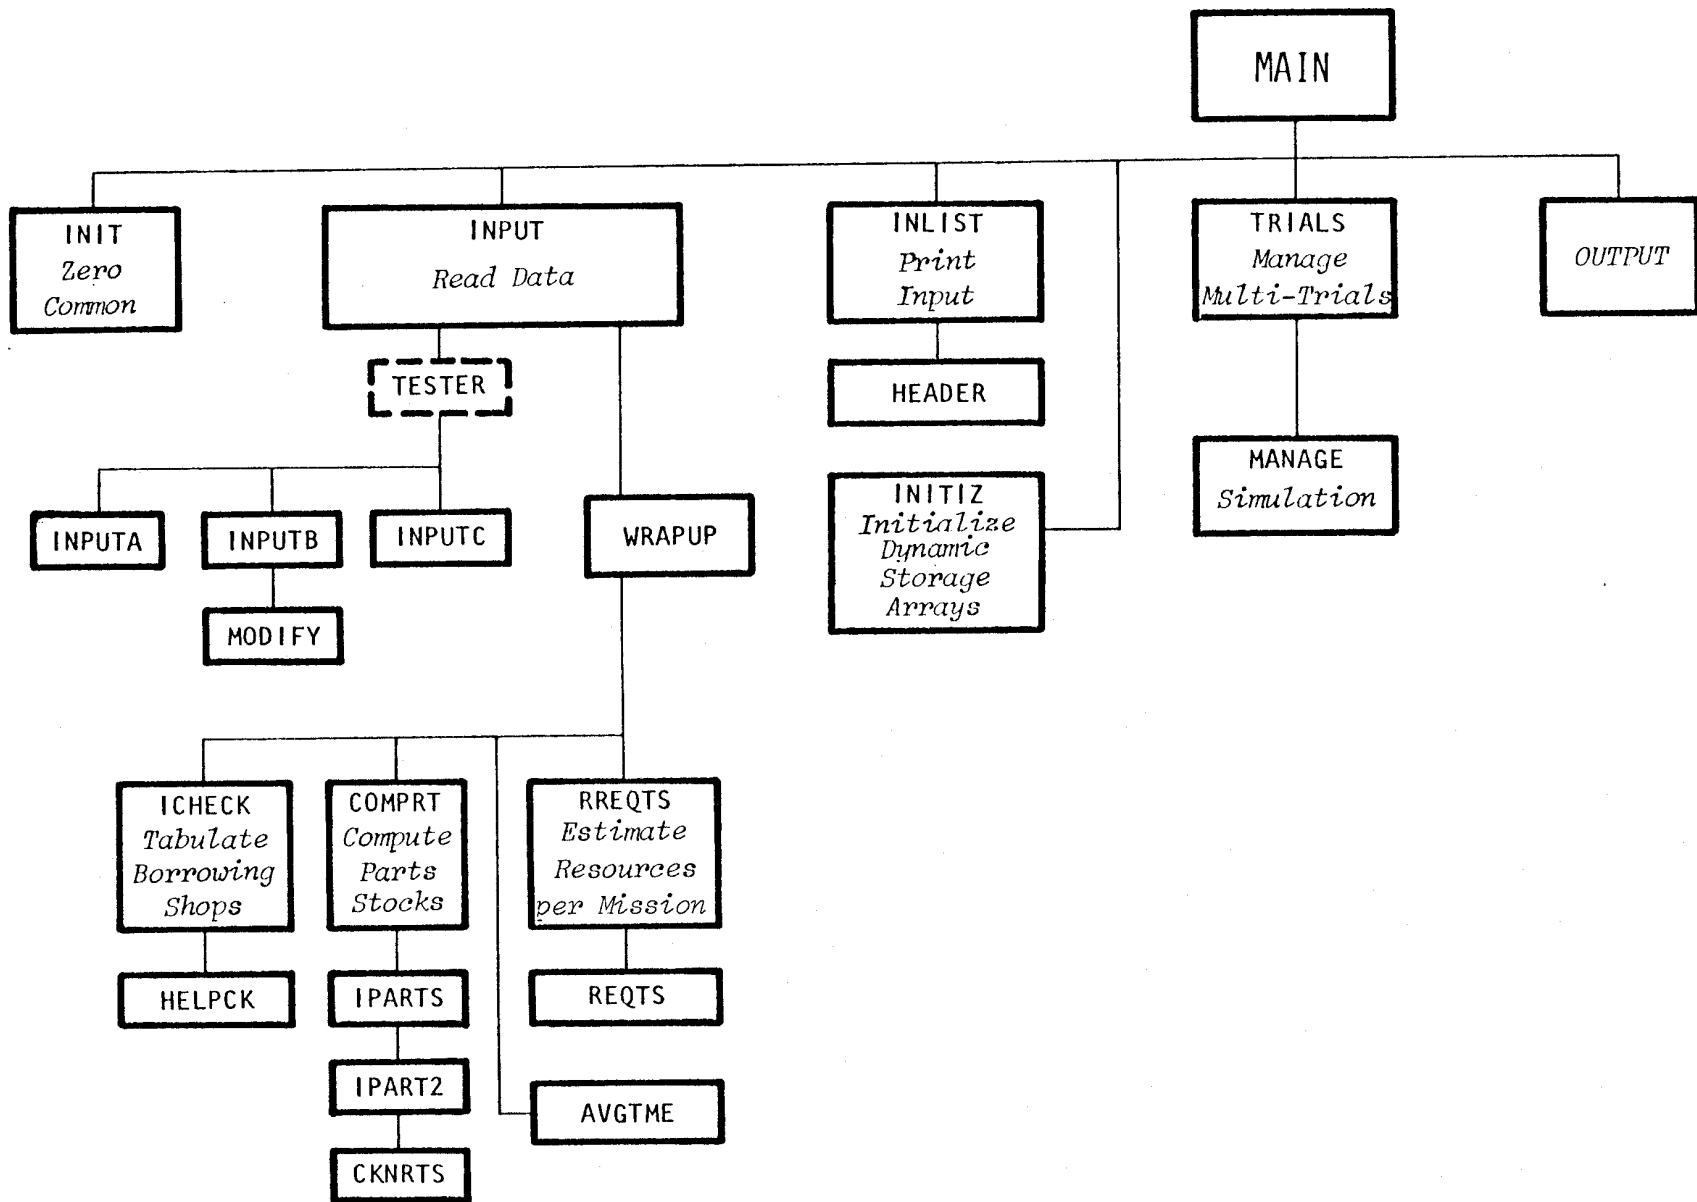 MAIN
INIT
Zero
Common
INPUT
Read Data
INLIST
Print
Input
TRIALS
Manage
Multi-Trials
OUTPUT
TESTER
HEADER
MANAGE
Simulation
INITIZ
Initialize
Dynamic
Storage
Arrays
INPUTA
INPUTB
INPUTC
WRAPUP
MODIFY
ICHECK
Tabulate
Borrowing
Shops
COMPRT
Compute
Parts
Stocks
RREQTS
Estimate
Resources
per Mission
HELPCK
IPARTS
REQTS
IPART2
AVGTME
CKNRTS